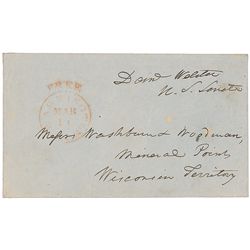 FREE
MAR
Danl Webster
U. S. Senate
Messrs Washburn & Woodman,
Mineral Point
Wisconsin Territory